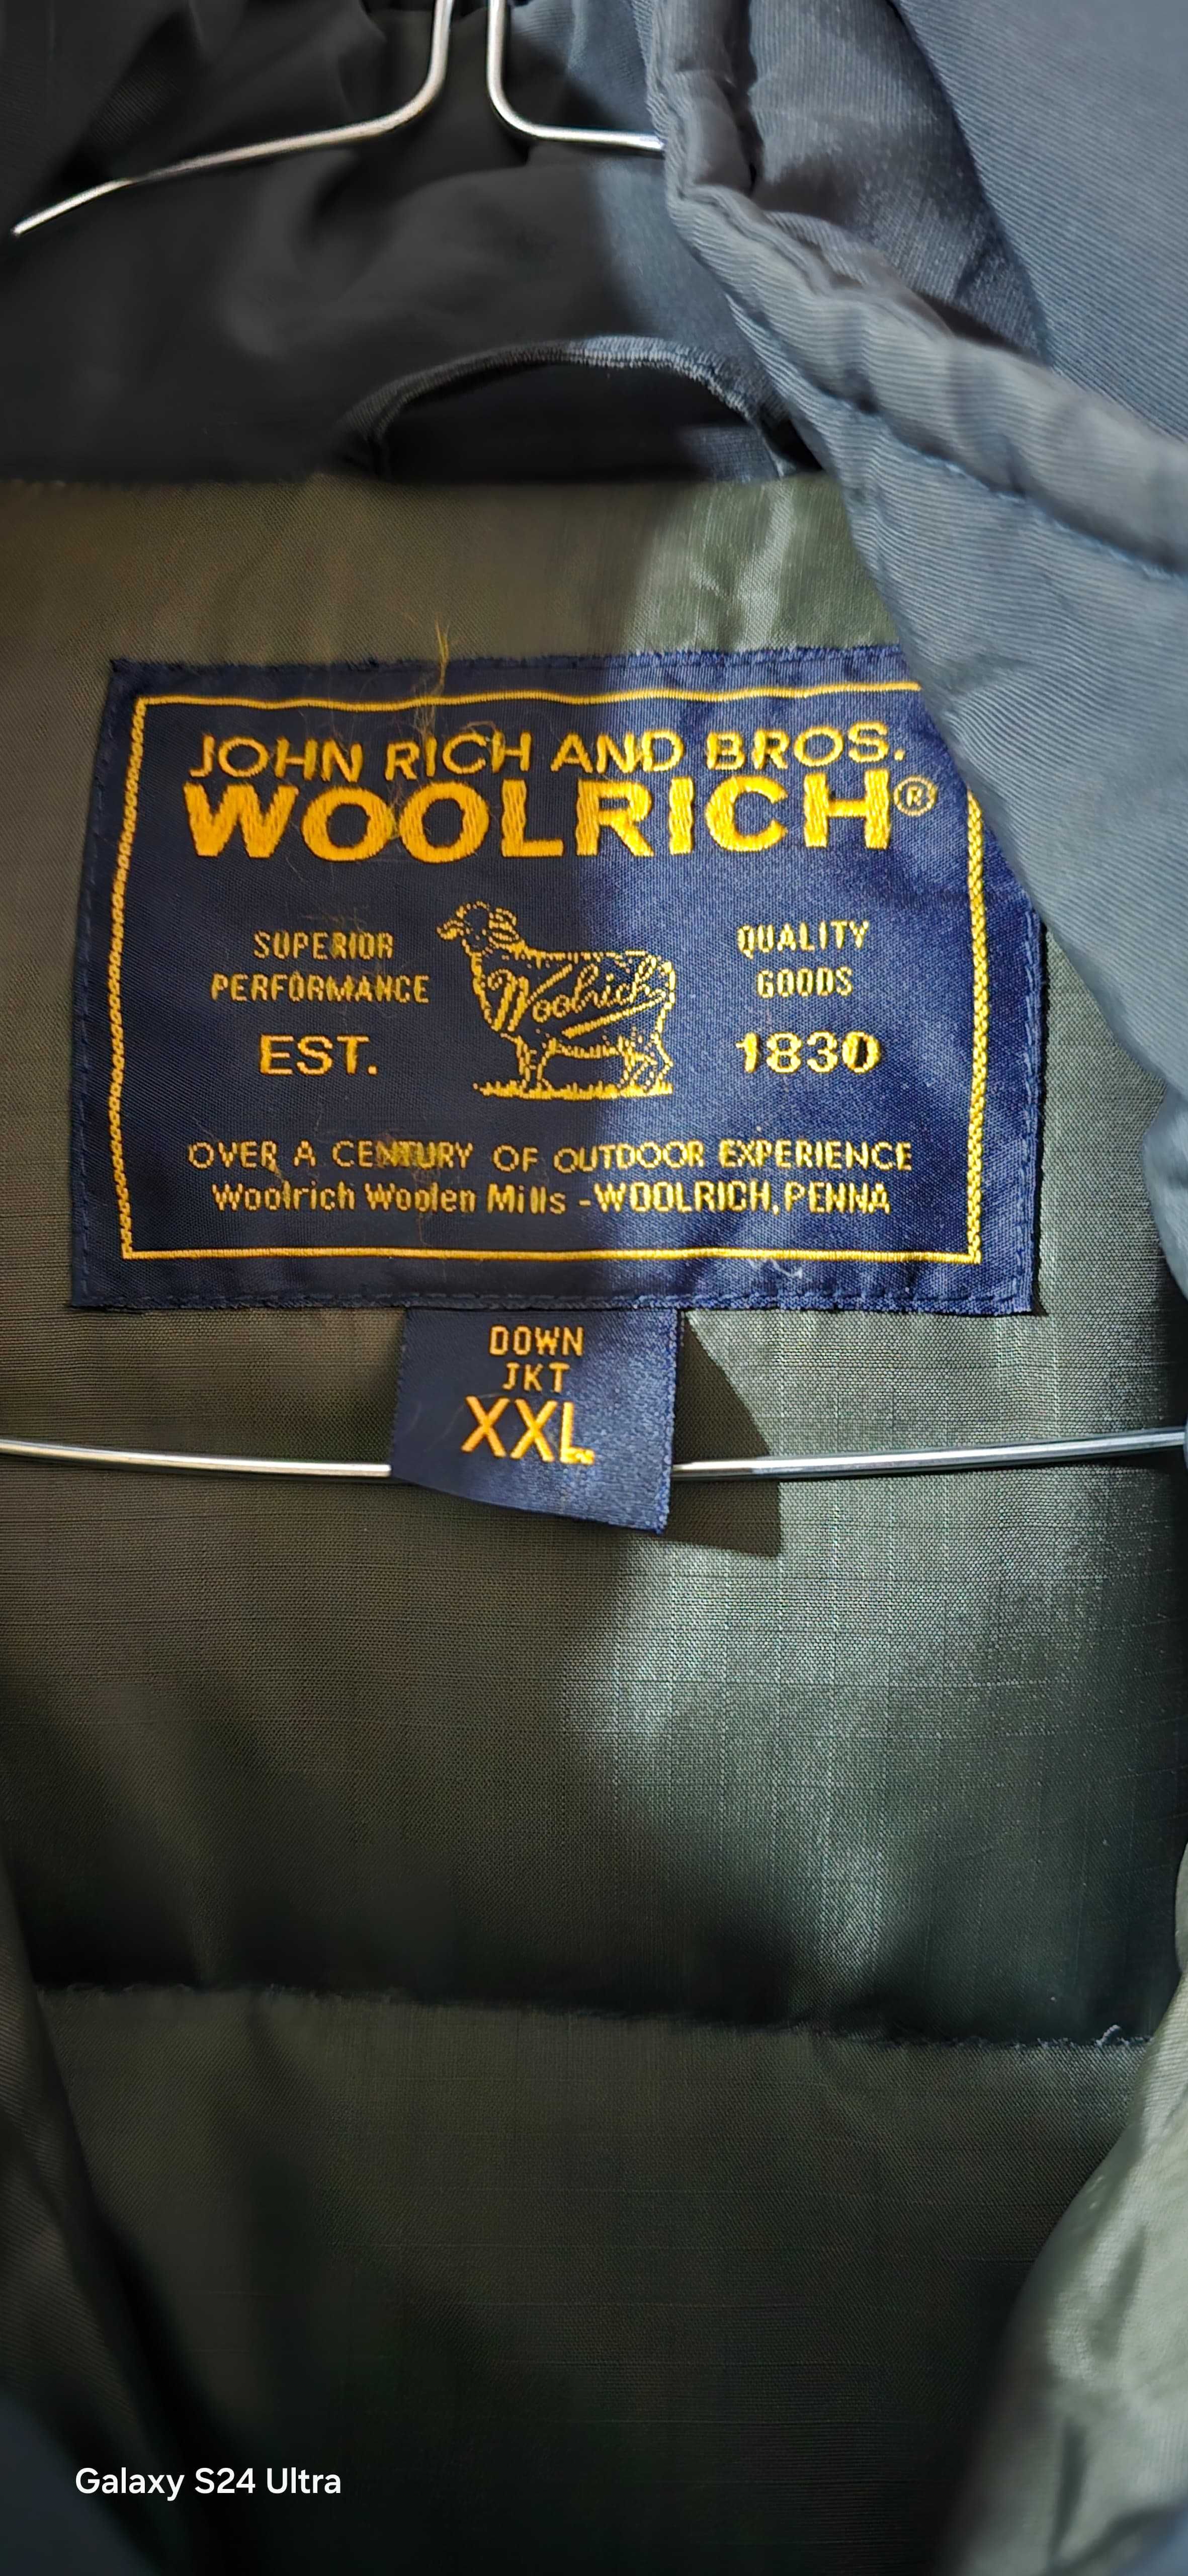 JOHN RICH AND BROS.
WOOLRICH®
SUPERIOR
PERFORMANCE
Woolrich
QUALITY
GOODS
EST.
1830
OVER A CENTURY OF OUTDOOR EXPERIENCE
Woolrich Woolen Mills - WOOLRICH, PENNA
DOWN
JKT
XXL
Galaxy S24 Ultra